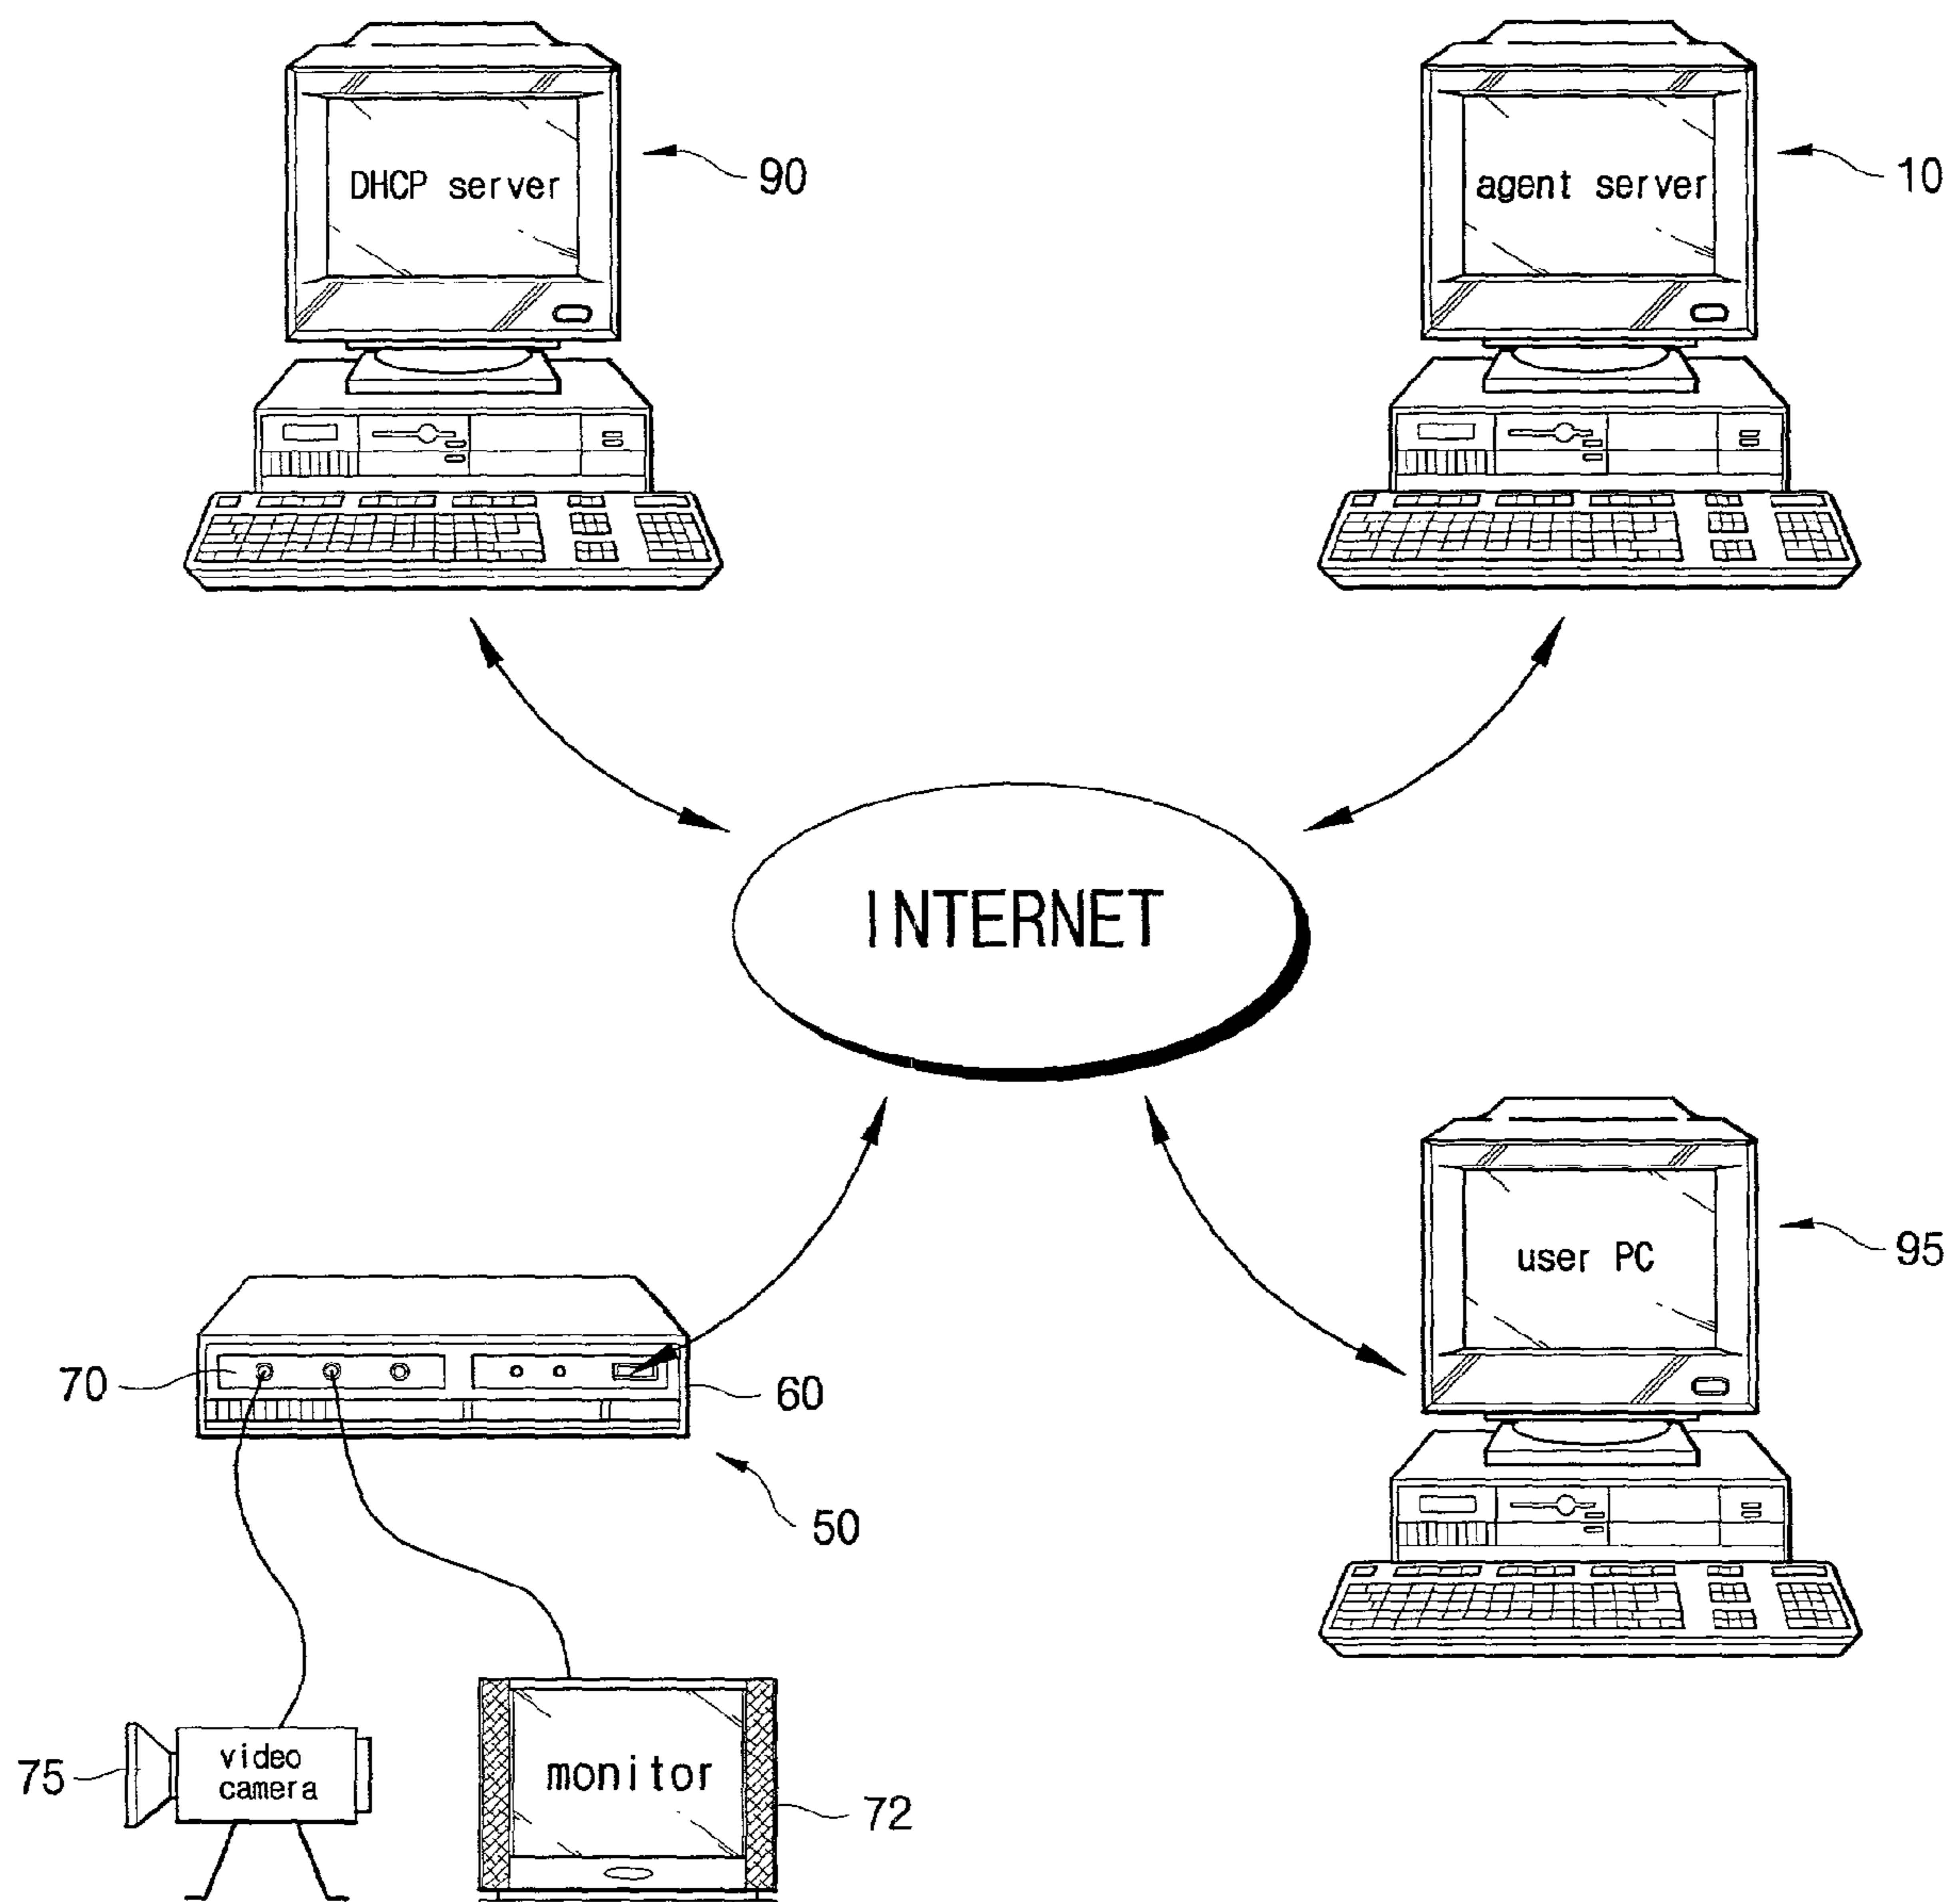 DHCP server
90
agent server
10
INTERNET
user PC
95
70
60
50
video
camera
75
monitor
72